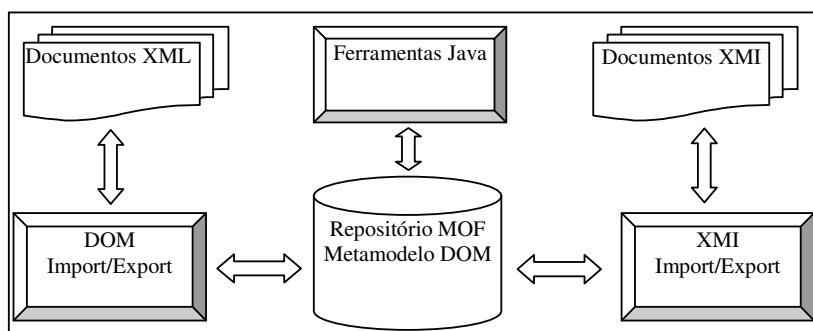 Documentos XML
Ferramentas Java
Documentos XMI
DOM
Import/Export
Repositório MOF
Metamodelo DOM
XMI
Import/Export